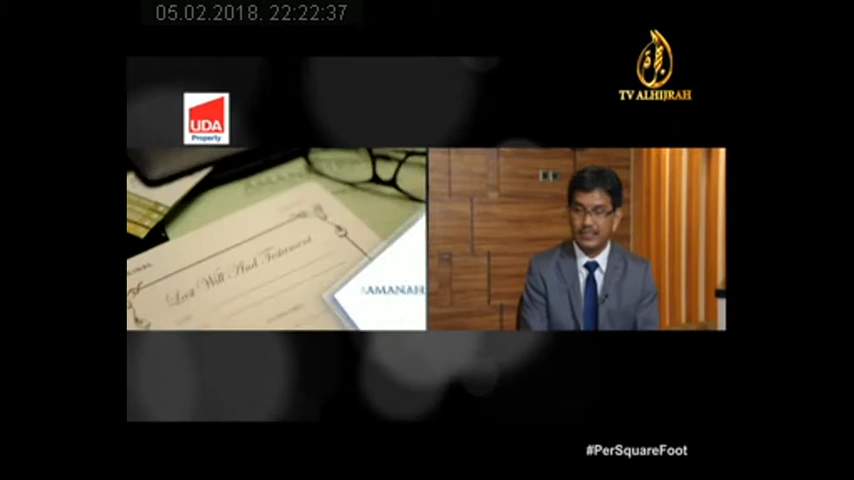 05.02.2018. 22:22:37
TV ALHIJRAH
UDA
Property
Last Will And Testament
AMANAH
#PerSquareFoot